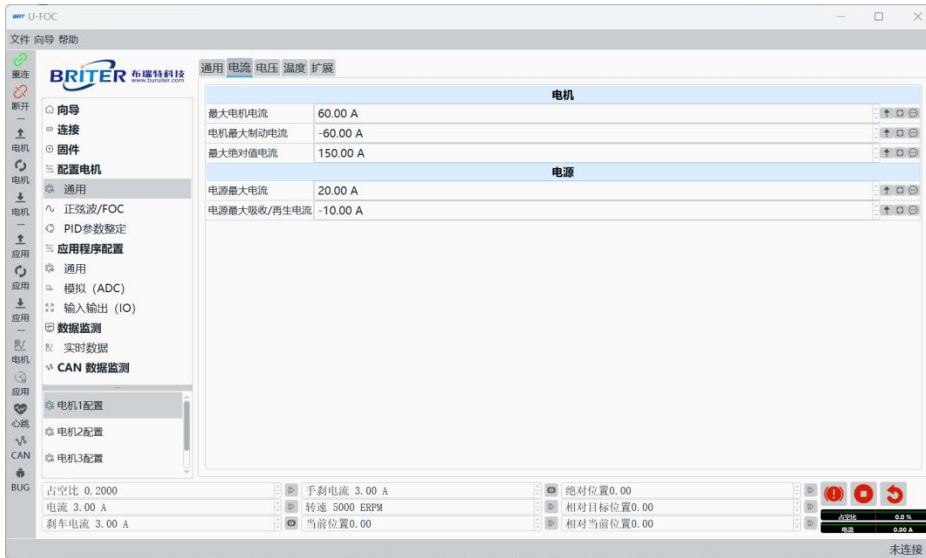 BRT U-FOC
文件 向导 帮助
重连
断开
电机
电机
电机
应用
应用
应用
电机
应用
心跳
CAN
BUG
BRITER 布瑞特科技
www.buruiter.com
向导
连接
固件
配置电机
通用
正弦波/FOC
PID参数整定
应用程序配置
通用
模拟（ADC）
输入输出（IO）
数据监测
实时数据
CAN 数据监测
电机1配置
电机2配置
电机3配置
通用 电流 电压 温度 扩展
电机
最大电机电流 60.00 A
电机最大制动电流 -60.00 A
最大绝对值电流 150.00 A
电源
电源最大电流 20.00 A
电源最大吸收/再生电流 -10.00 A
占空比 0.2000 手刹电流 3.00 A 绝对位置0.00
电流 3.00 A 转速 5000 ERPM 相对目标位置0.00
刹车电流 3.00 A 当前位置0.00 相对当前位置0.00
占空比 0.0 %
电流 0.00 A
未连接